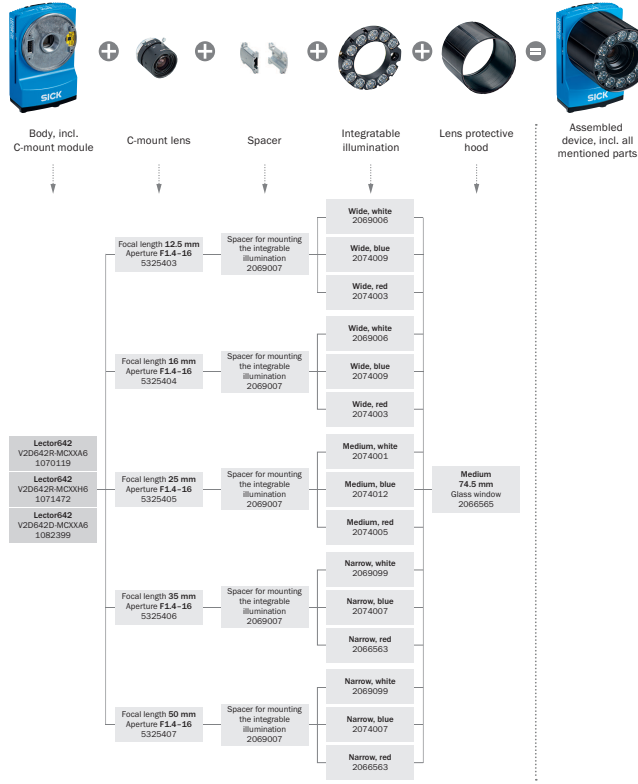 SICK
SICK
Body, incl.
C-mount module
C-mount lens
Spacer
Integratable
illumination
Lens protective
hood
Assembled
device, incl. all
mentioned parts
Lector642
V2D642R-MCXXA6
1070119
Lector642
V2D642R-MCXXH6
1071472
Lector642
V2D642D-MCXXA6
1082399
Focal length 12.5 mm
Aperture F1.4–16
5325403
Spacer for mounting
the integrable
illumination
2069007
Wide, white
2069006
Wide, blue
2074009
Wide, red
2074003
Focal length 16 mm
Aperture F1.4–16
5325404
Spacer for mounting
the integrable
illumination
2069007
Wide, white
2069006
Wide, blue
2074009
Wide, red
2074003
Focal length 25 mm
Aperture F1.4–16
5325405
Spacer for mounting
the integrable
illumination
2069007
Medium, white
2074001
Medium, blue
2074012
Medium, red
2074005
Focal length 35 mm
Aperture F1.4–16
5325406
Spacer for mounting
the integrable
illumination
2069007
Narrow, white
2069099
Narrow, blue
2074007
Narrow, red
2066563
Focal length 50 mm
Aperture F1.4–16
5325407
Spacer for mounting
the integrable
illumination
2069007
Narrow, white
2069099
Narrow, blue
2074007
Narrow, red
2066563
Medium
74.5 mm
Glass window
2066565